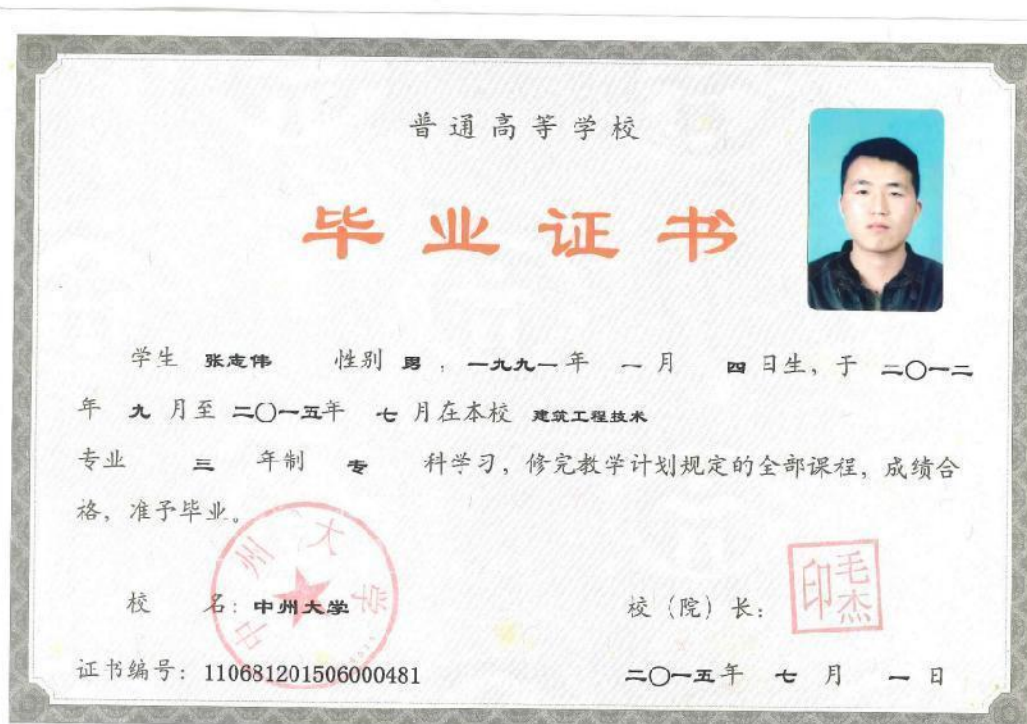 普通高等学校
毕业证书
学生 张志伟 性别 男，一九九一年 一月 四日生，于 二〇一二
年 九月至 二〇一五年 七月在本校 建筑工程技术
专业 三 年制 专 科学习，修完教学计划规定的全部课程，成绩合
格，准予毕业。
中州大学
校 名：中州大学
校（院）长：
毛杰印
证书编号：110681201506000481
二〇一五年 七月 一日